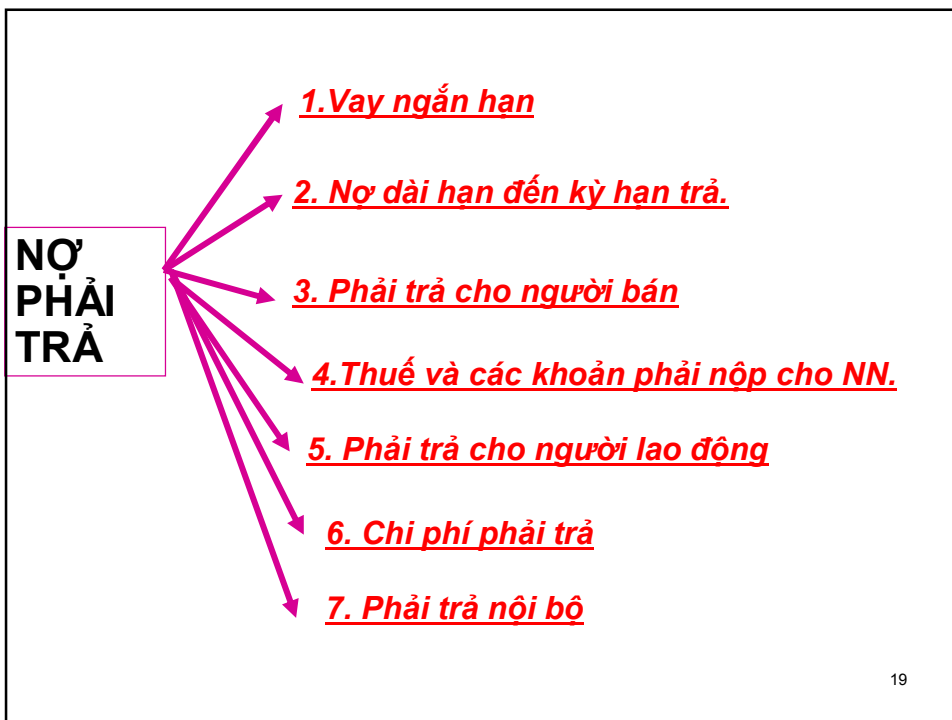 NỢ
PHẢI
TRẢ
1.Vay ngắn hạn
2. Nợ dài hạn đến kỳ hạn trả.
3. Phải trả cho người bán
4.Thuế và các khoản phải nộp cho NN.
5. Phải trả cho người lao động
6. Chi phí phải trả
7. Phải trả nội bộ
19